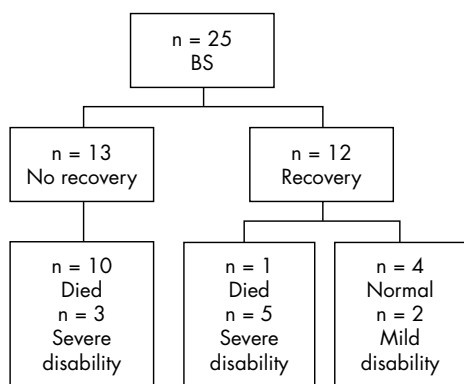 n = 25
BS
n = 13
No recovery
n = 12
Recovery
n = 10
Died
n = 3
Severe
disability
n = 1
Died
n = 5
Severe
disability
n = 4
Normal
n = 2
Mild
disability